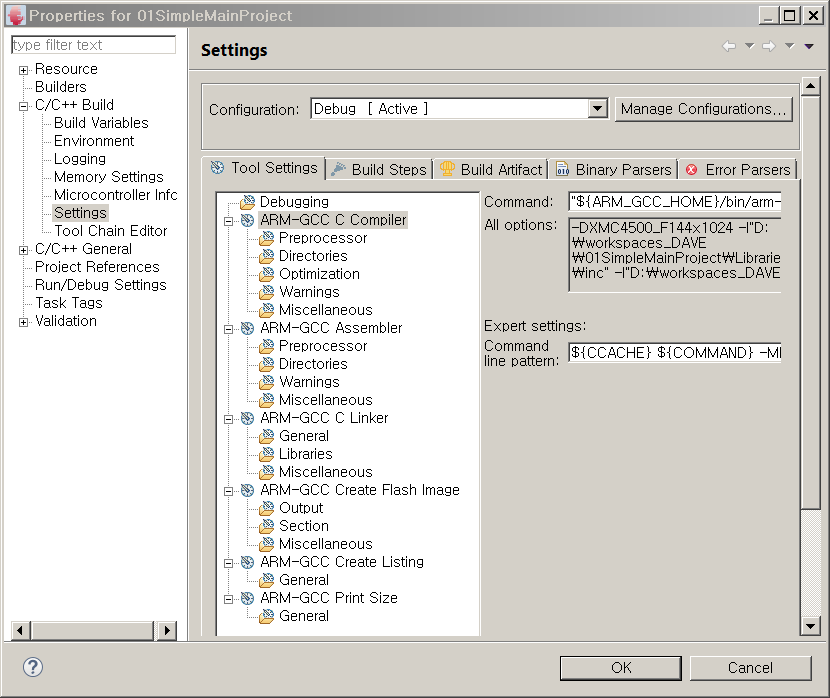 Properties for 01SimpleMainProject
type filter text
Resource
Builders
C/C++ Build
Build Variables
Environment
Logging
Memory Settings
Microcontroller Info
Settings
Tool Chain Editor
C/C++ General
Project References
Run/Debug Settings
Task Tags
Validation
Settings
Configuration:
Debug [ Active ]
Manage Configurations...
Tool Settings
Build Steps
Build Artifact
Binary Parsers
Error Parsers
Debugging
ARM-GCC C Compiler
Preprocessor
Directories
Optimization
Warnings
Miscellaneous
ARM-GCC Assembler
Preprocessor
Directories
Warnings
Miscellaneous
ARM-GCC C Linker
General
Libraries
Miscellaneous
ARM-GCC Create Flash Image
Output
Section
Miscellaneous
ARM-GCC Create Listing
General
ARM-GCC Print Size
General
Command:
"${ARM_GCC_HOME}/bin/arm-
All options:
-DXMC4500_F144x1024 -I"D:
₩workspaces_DAVE
₩01SimpleMainProject₩Librarie
₩inc" -I"D:₩workspaces_DAVE
Expert settings:
Command
line pattern:
${CCACHE} ${COMMAND} -M
OK
Cancel